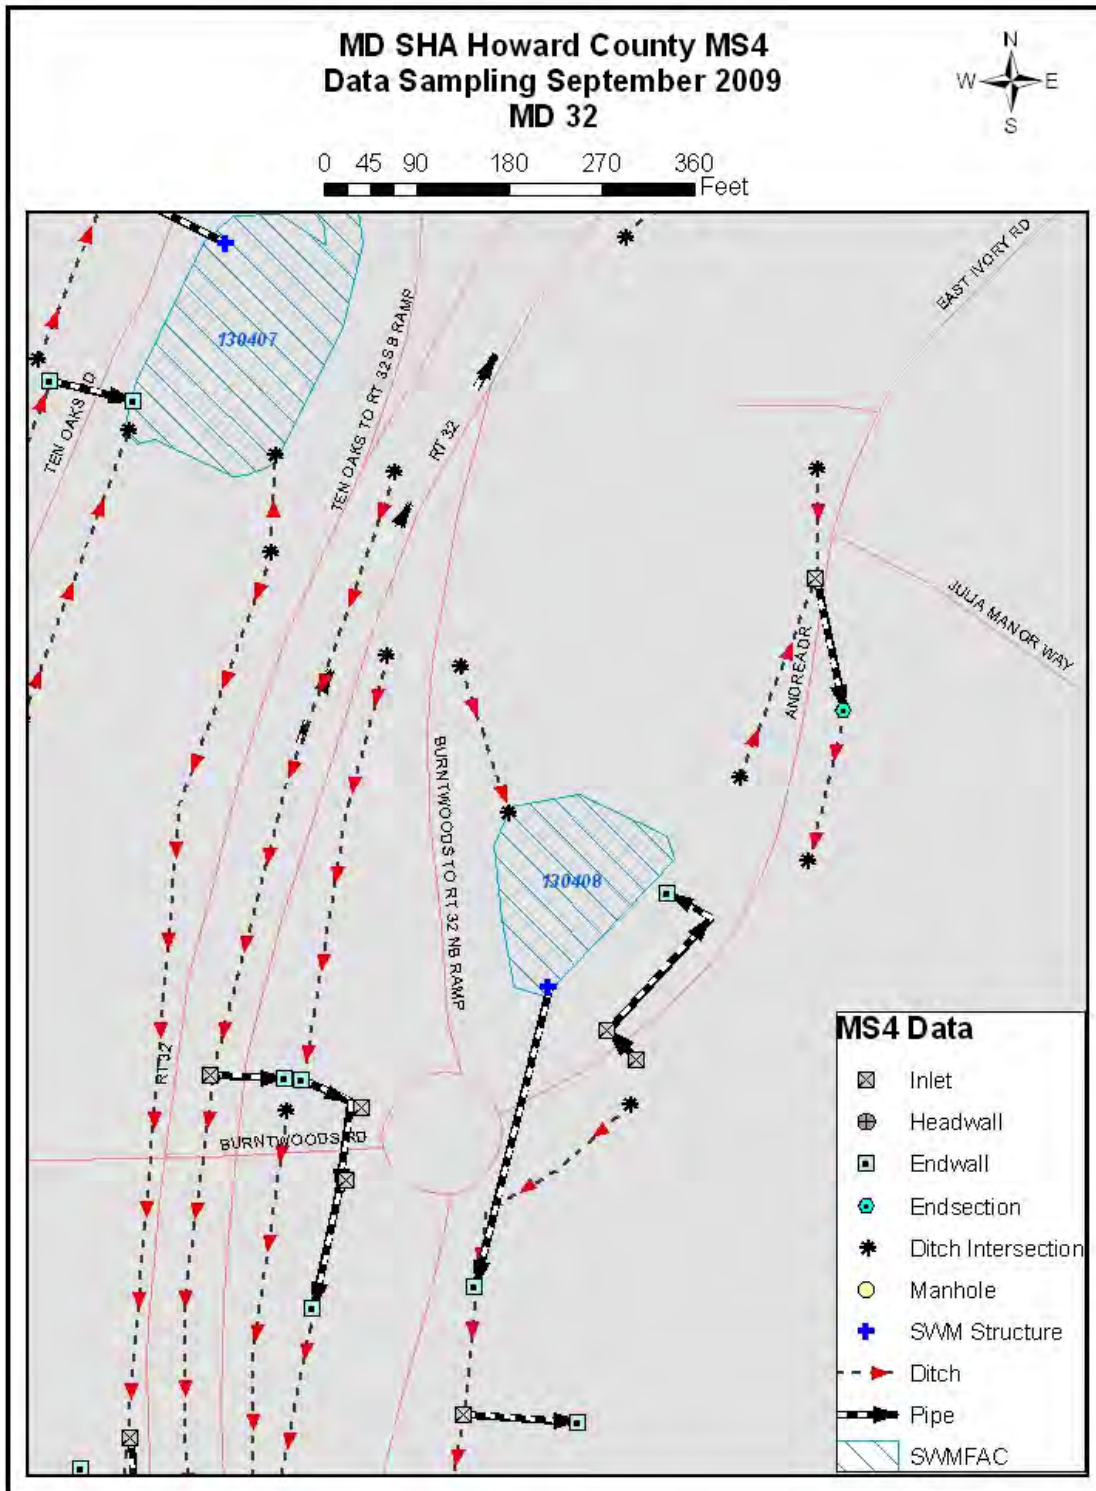 MD SHA Howard County MS4
Data Sampling September 2009
MD 32
N
W E
S
0 45 90 180 270 360
Feet
EAST IVORY RD
130407
TEN OAKS TO RT 32 SB RAMP
TEN OAKS D
RT 32
JULIA MANOR WAY
ANDREA DR
BURNTWOODS TO RT 32 NB RAMP
130408
RT 32
BURNTWOODS RD
MS4 Data
Inlet
Headwall
Endwall
Endsection
Ditch Intersection
Manhole
SWM Structure
Ditch
Pipe
SWMFAC